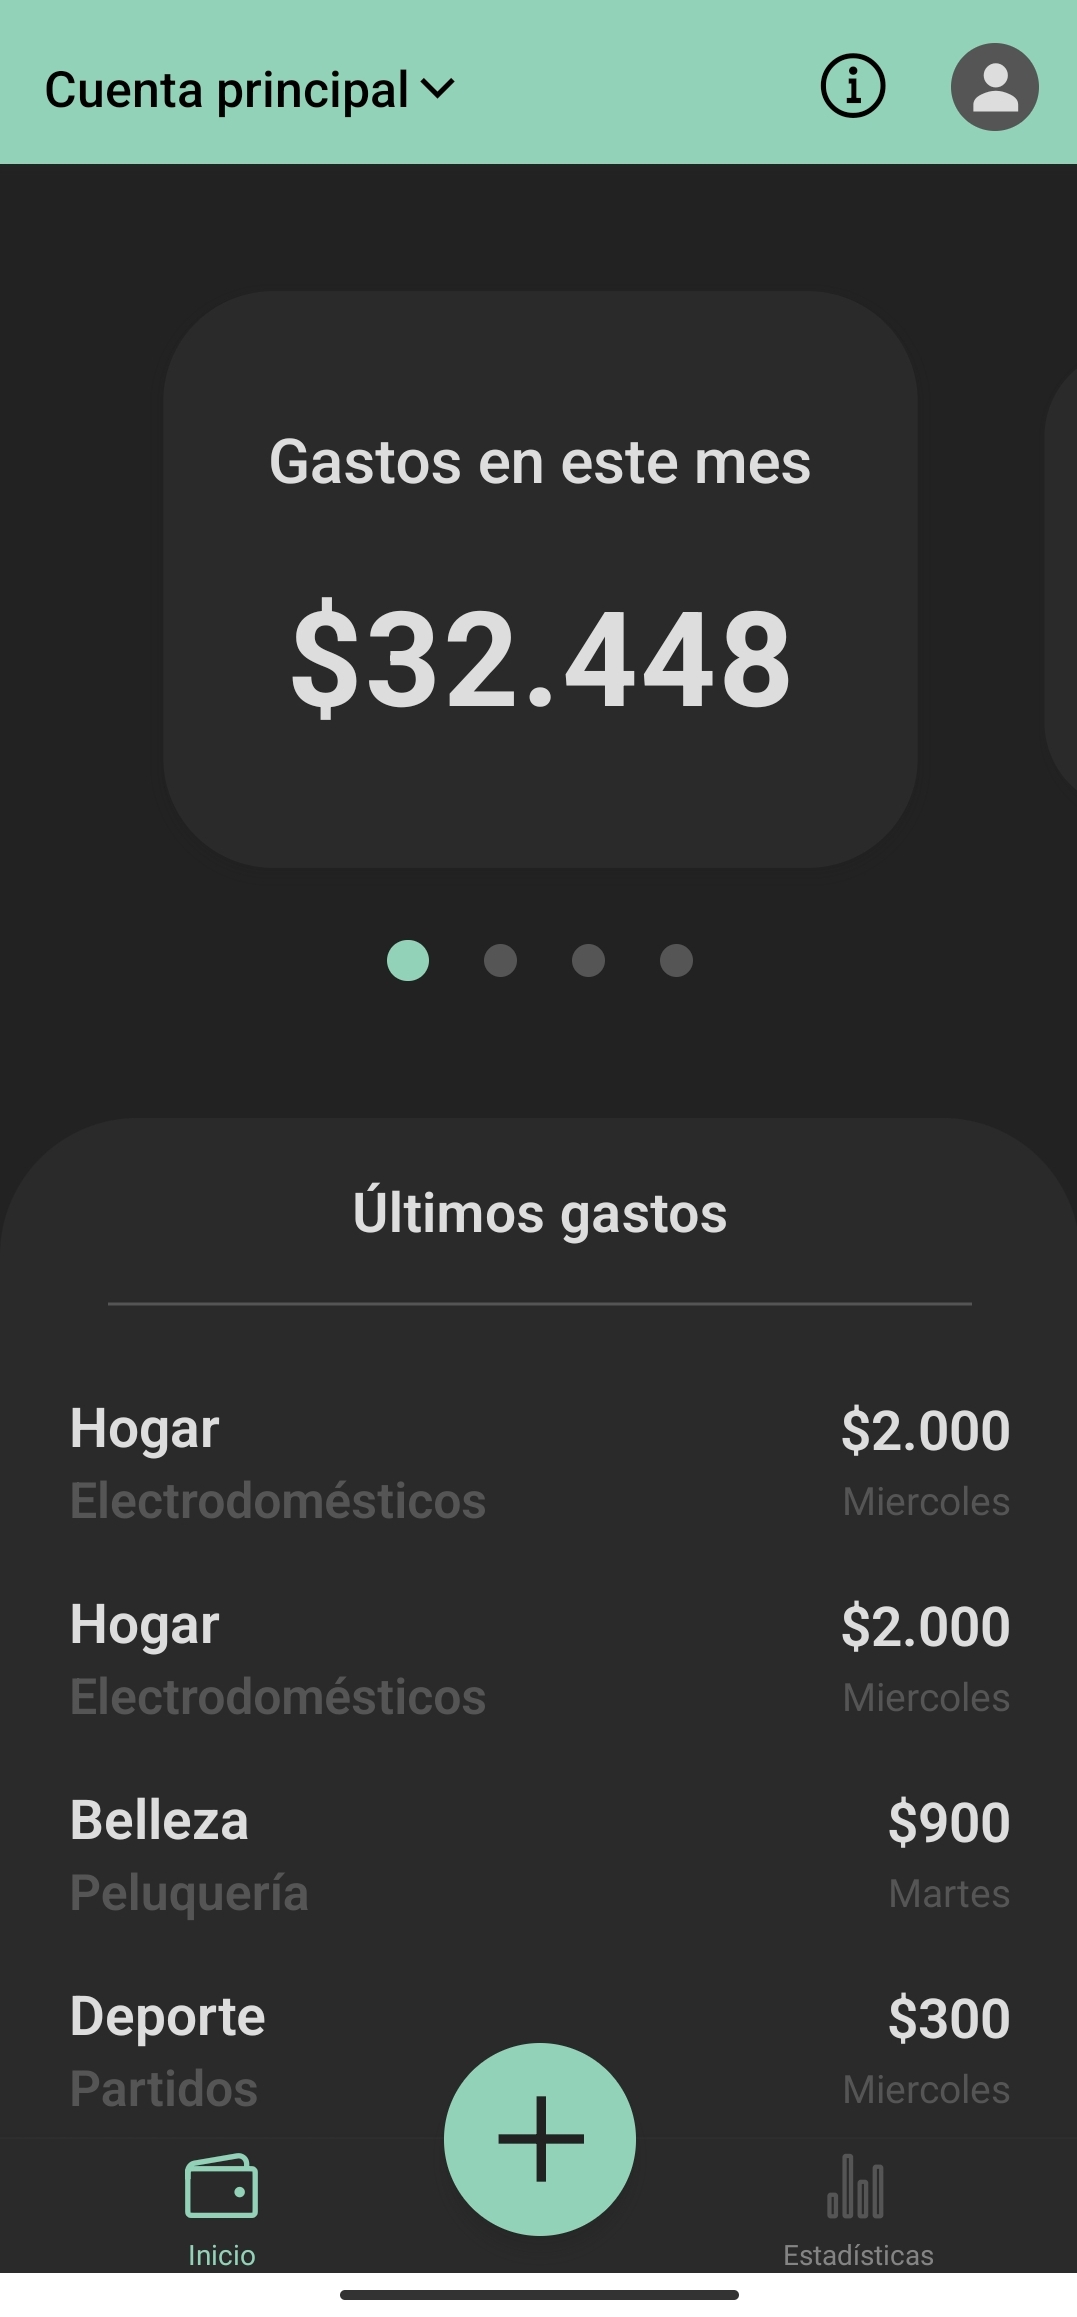 Cuenta principal
Gastos en este mes
$32.448
Últimos gastos
Hogar $2.000
Electrodomésticos Miercoles
Hogar $2.000
Electrodomésticos Miercoles
Belleza $900
Peluquería Martes
Deporte $300
Partidos Miercoles
Inicio Estadísticas